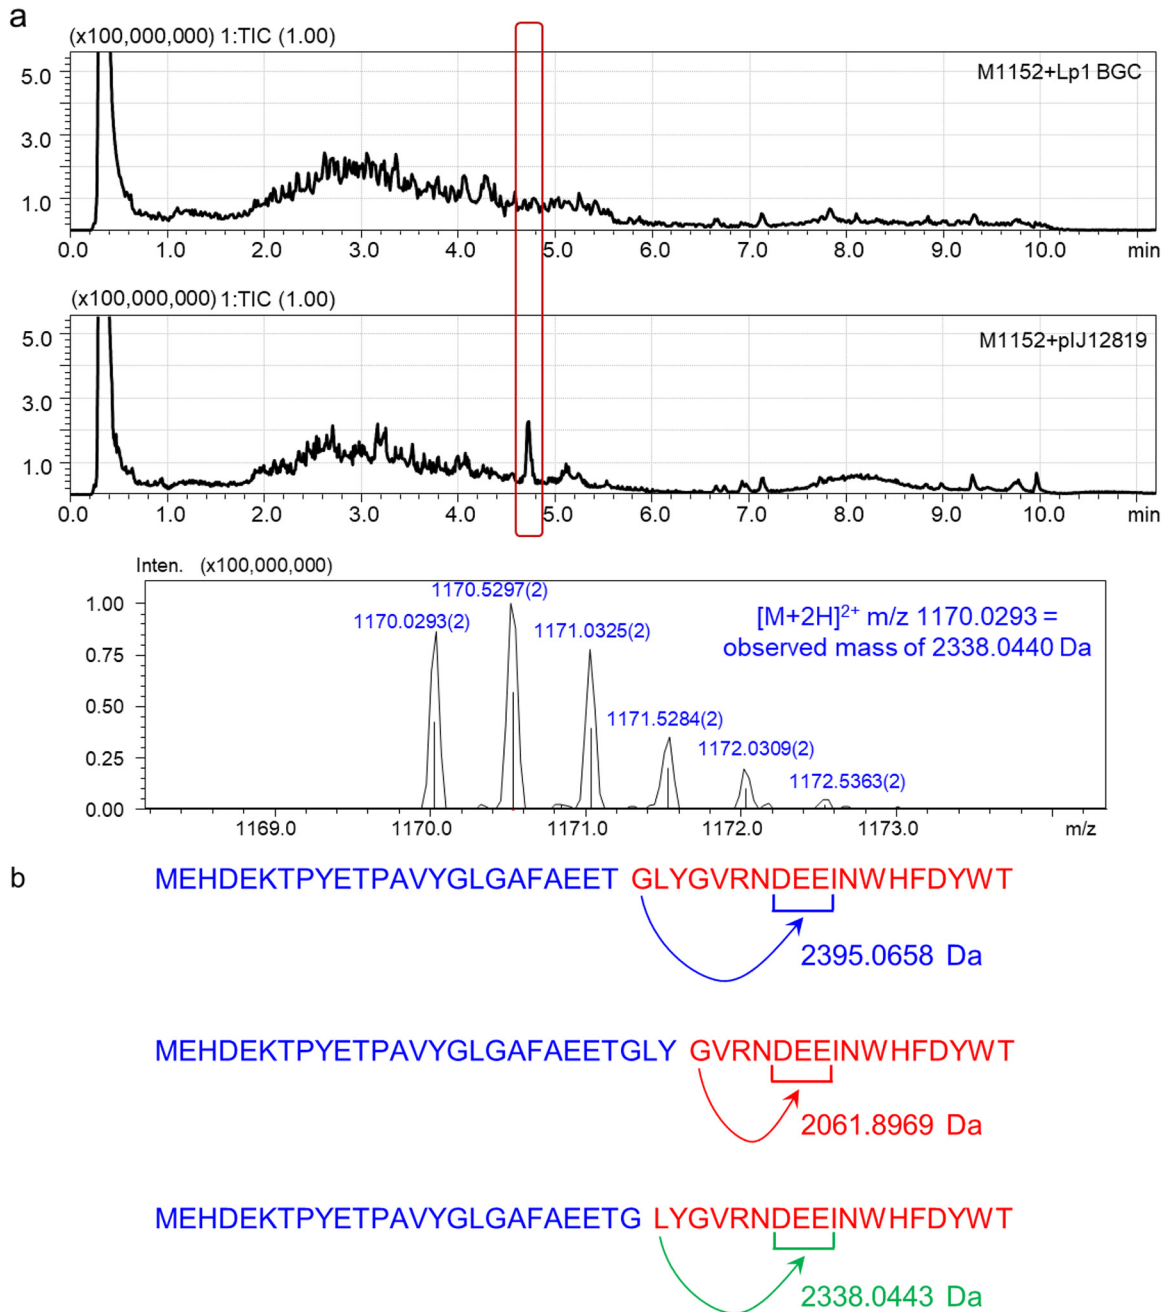 a
(x100,000,000) 1:TIC (1.00)
M1152+Lp1 BGC
5.0
3.0
1.0
0.0 1.0 2.0 3.0 4.0 5.0 6.0 7.0 8.0 9.0 10.0 min
(x100,000,000) 1:TIC (1.00)
M1152+pIJ12819
5.0
3.0
1.0
0.0 1.0 2.0 3.0 4.0 5.0 6.0 7.0 8.0 9.0 10.0 min
Inten. (x100,000,000)
1170.5297(2)
1170.0293(2)
1171.0325(2)
[M+2H]²⁺ m/z 1170.0293 =
observed mass of 2338.0440 Da
1171.5284(2)
1172.0309(2)
1172.5363(2)
1.00
0.75
0.50
0.25
0.00
1169.0 1170.0 1171.0 1172.0 1173.0 m/z
b
MEHDEKTPYETPAVYGLGAFAEET GLYGVRNDEEINWHFDYWT
2395.0658 Da
MEHDEKTPYETPAVYGLGAFAEETGLY GVRNDEEINWHFDYWT
2061.8969 Da
MEHDEKTPYETPAVYGLGAFAEETG LYGVRNDEEINWHFDYWT
2338.0443 Da